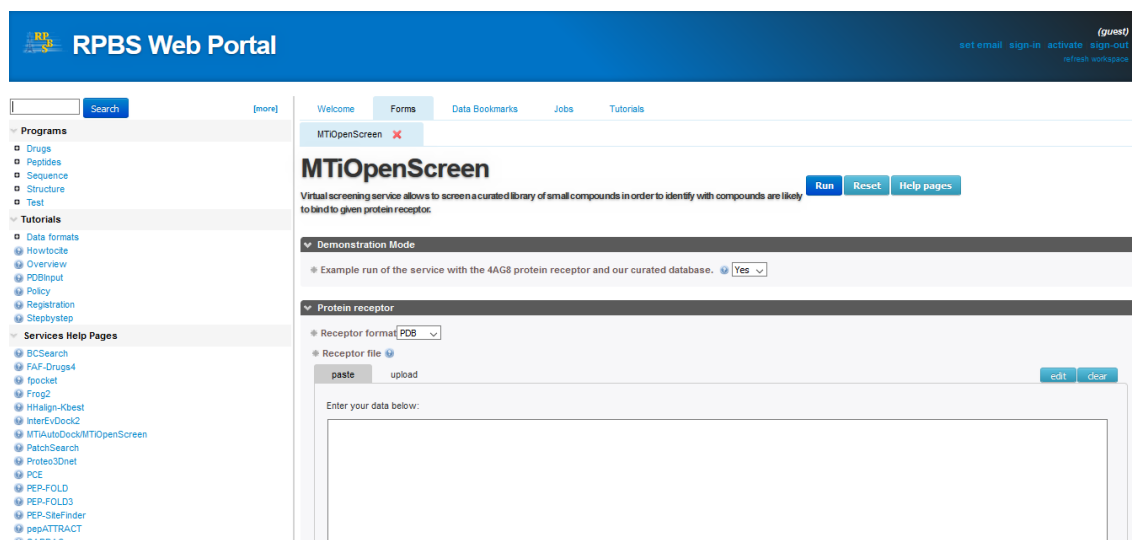 RPBS
RPBS Web Portal
(guest)
set email sign-in activate sign-out
refresh workspace
Search
[more]
Programs
Drugs
Peptides
Sequence
Structure
Test
Tutorials
Data formats
Howtocite
Overview
PDBInput
Policy
Registration
Stepbystep
Services Help Pages
BCSearch
FAF-Drugs4
fpocket
Frog2
HHalign-Kbest
InterEvDock2
MTiAutoDock/MTiOpenScreen
PatchSearch
Proteo3Dnet
PCE
PEP-FOLD
PEP-FOLD3
PEP-SiteFinder
pepATTRACT
Welcome Forms Data Bookmarks Jobs Tutorials
MTiOpenScreen
MTiOpenScreen
Virtual screening service allows to screen a curated library of small compounds in order to identify with compounds are likely
to bind to given protein receptor.
Run Reset Help pages
Demonstration Mode
Example run of the service with the 4AG8 protein receptor and our curated database. Yes
Protein receptor
Receptor format PDB
Receptor file
paste upload
edit clear
Enter your data below: